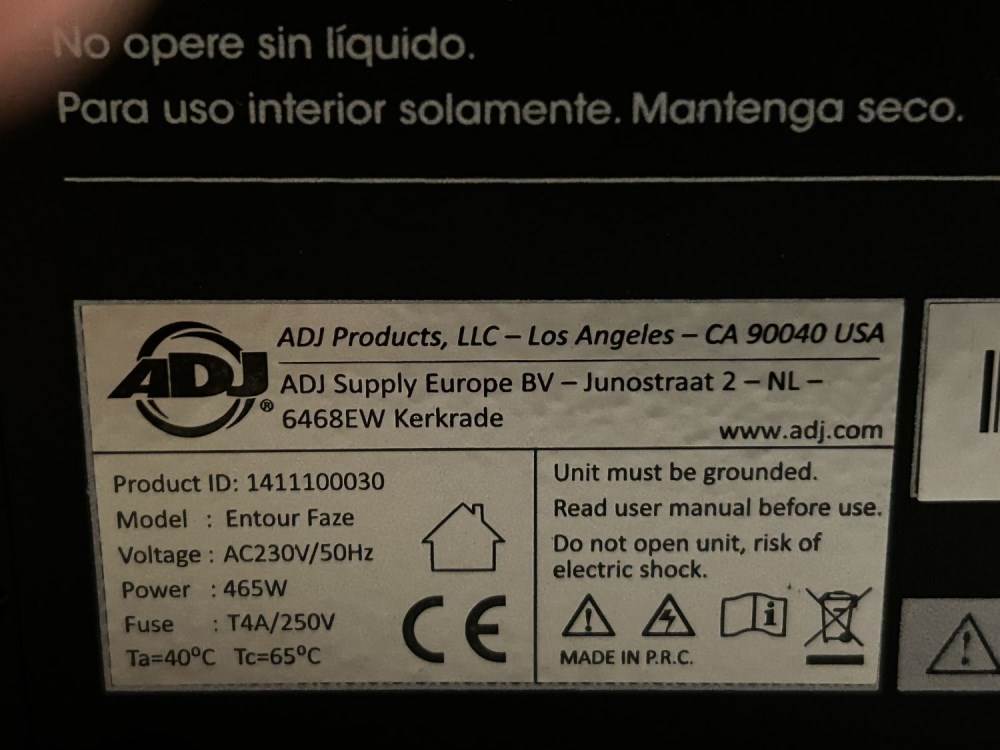 No opere sin líquido.
Para uso interior solamente. Mantenga seco.
ADJ®
ADJ Products, LLC – Los Angeles – CA 90040 USA
ADJ Supply Europe BV – Junostraat 2 – NL –
6468EW Kerkrade
www.adj.com
Product ID: 1411100030
Model : Entour Faze
Voltage : AC230V/50Hz
Power : 465W
Fuse : T4A/250V
Ta=40°C Tc=65°C
CE
Unit must be grounded.
Read user manual before use.
Do not open unit, risk of
electric shock.
MADE IN P.R.C.